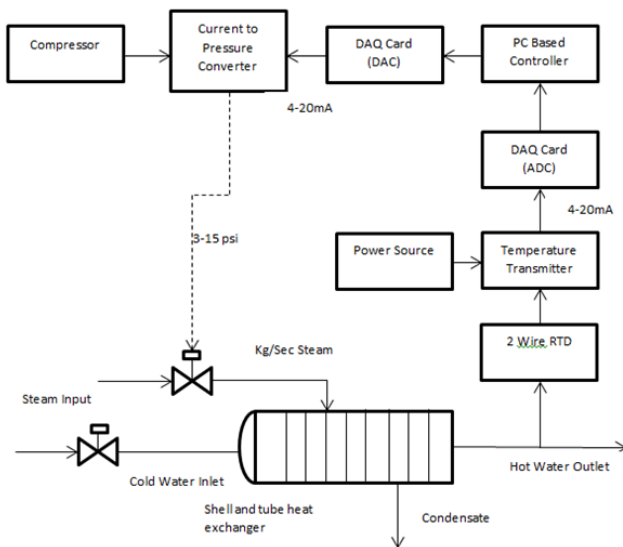 Compressor
Current to
Pressure
Converter
DAQ Card
(DAC)
PC Based
Controller
4-20mA
DAQ Card
(ADC)
4-20mA
3-15 psi
Power Source
Temperature
Transmitter
Kg/Sec Steam
2 Wire RTD
Steam Input
Cold Water Inlet
Hot Water Outlet
Shell and tube heat
exchanger
Condensate